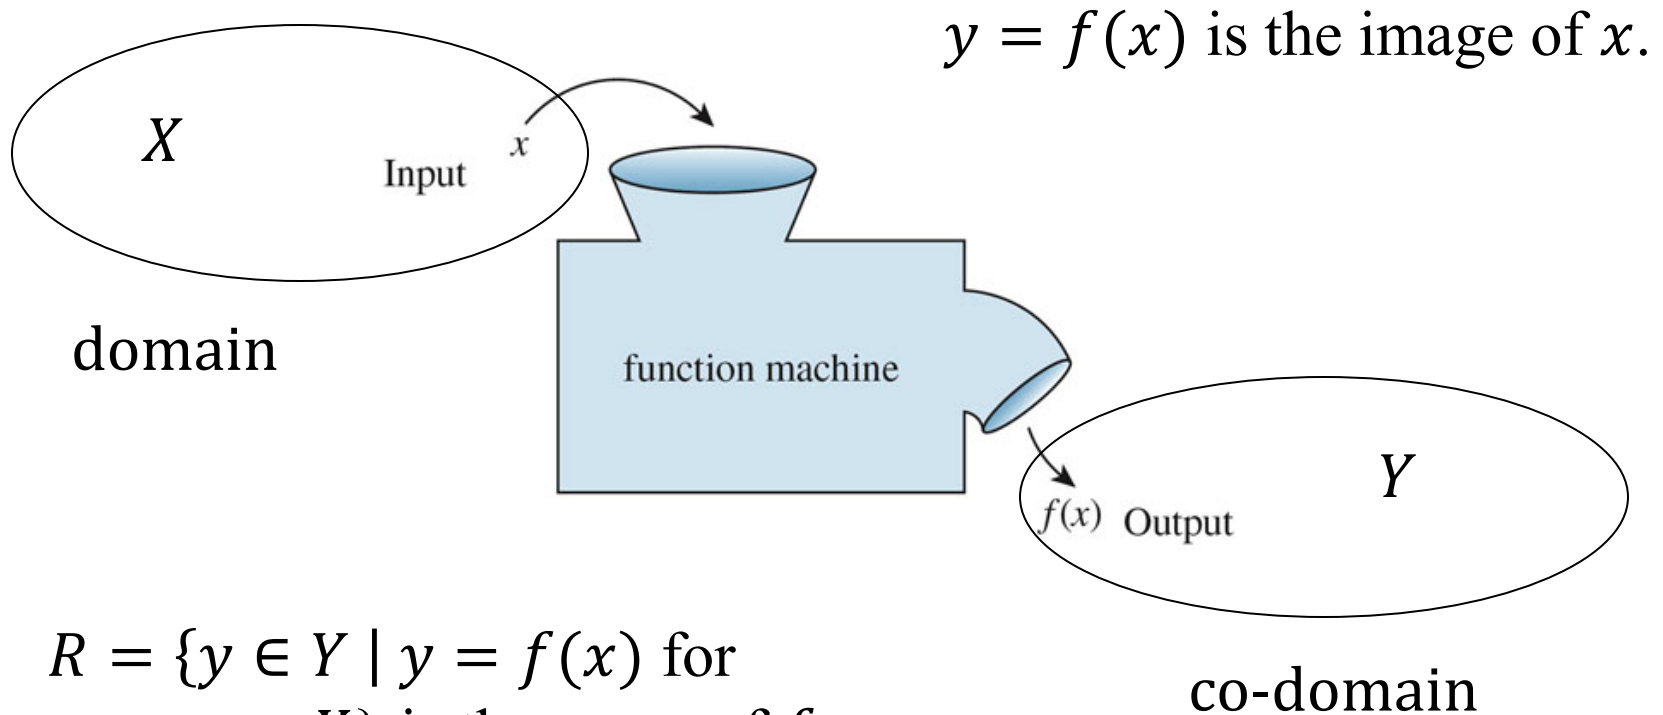 y = f(x) is the image of x.
X
x
Input
domain
function machine
Y
f(x) Output
R = {y ∈ Y | y = f(x) for
co-domain